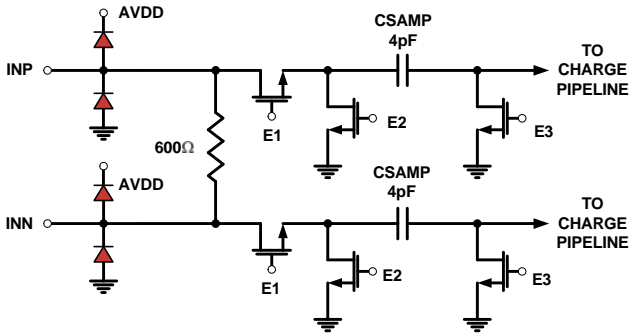 AVDD
CSAMP
4pF
TO
CHARGE
PIPELINE
INP
E1
E2
E3
600Ω
AVDD
CSAMP
4pF
TO
CHARGE
PIPELINE
INN
E1
E2
E3